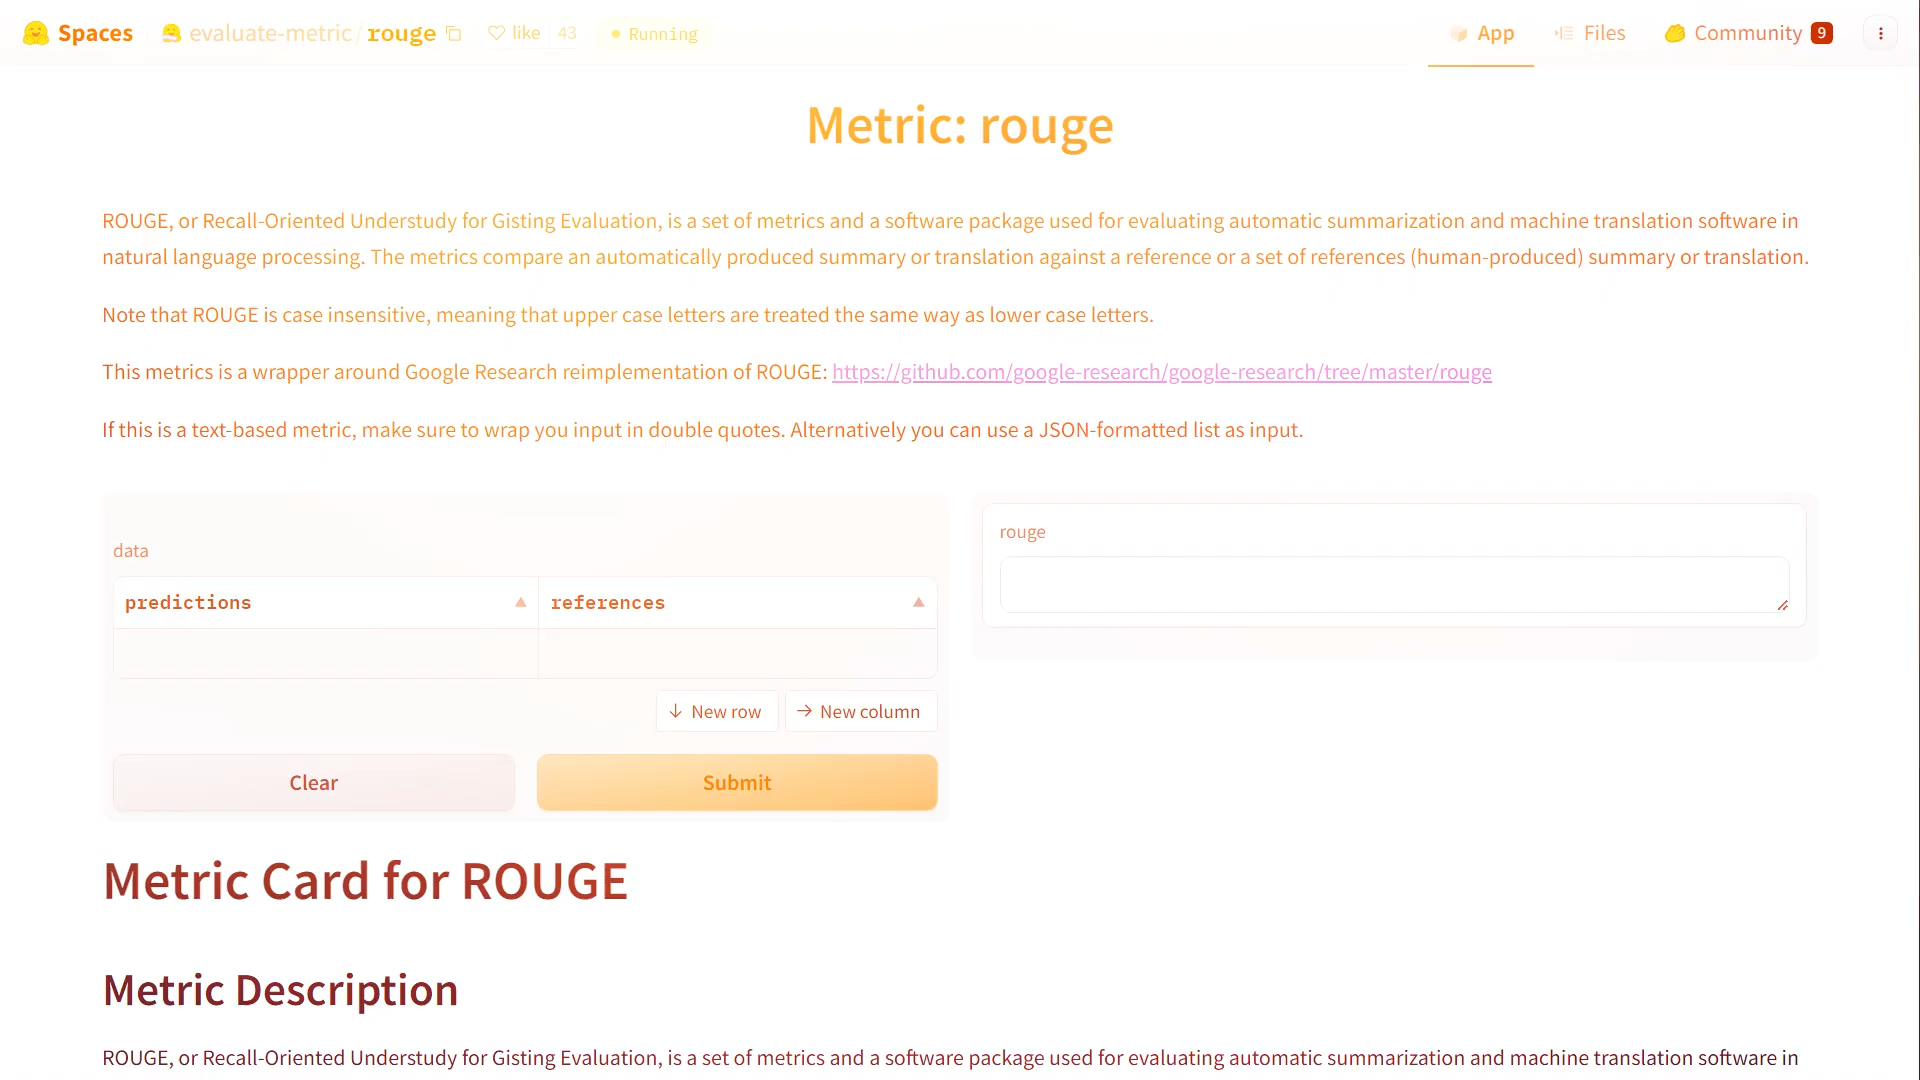 Spaces evaluate-metric/rouge like 43 Running App Files Community 9
Metric: rouge
ROUGE, or Recall-Oriented Understudy for Gisting Evaluation, is a set of metrics and a software package used for evaluating automatic summarization and machine translation software in
natural language processing. The metrics compare an automatically produced summary or translation against a reference or a set of references (human-produced) summary or translation.
Note that ROUGE is case insensitive, meaning that upper case letters are treated the same way as lower case letters.
This metrics is a wrapper around Google Research reimplementation of ROUGE: https://github.com/google-research/google-research/tree/master/rouge
If this is a text-based metric, make sure to wrap you input in double quotes. Alternatively you can use a JSON-formatted list as input.
data
predictions references
New row New column
Clear Submit
rouge
Metric Card for ROUGE
Metric Description
ROUGE, or Recall-Oriented Understudy for Gisting Evaluation, is a set of metrics and a software package used for evaluating automatic summarization and machine translation software in